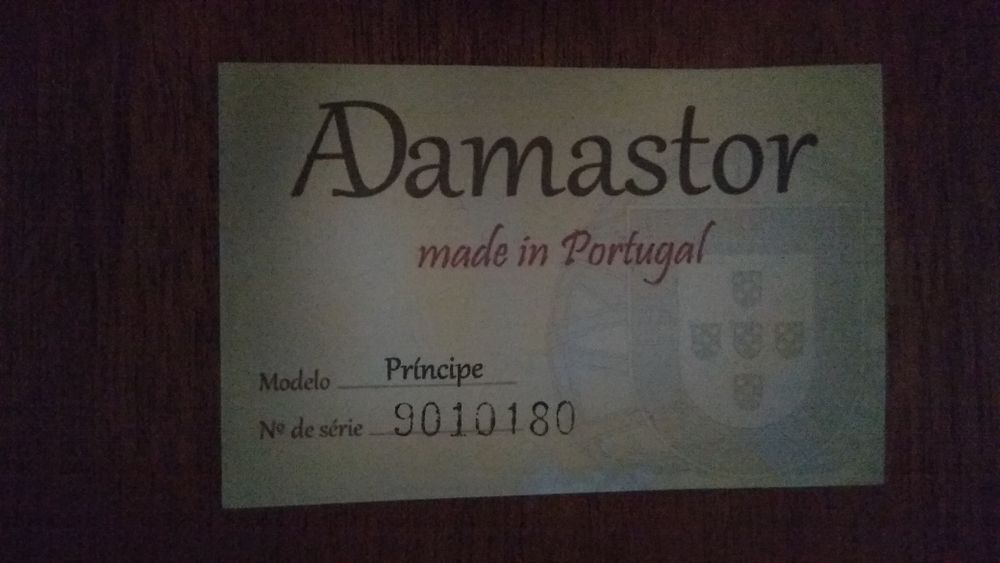 ADamastor
made in Portugal
Modelo Príncipe
Nº de série 9010180